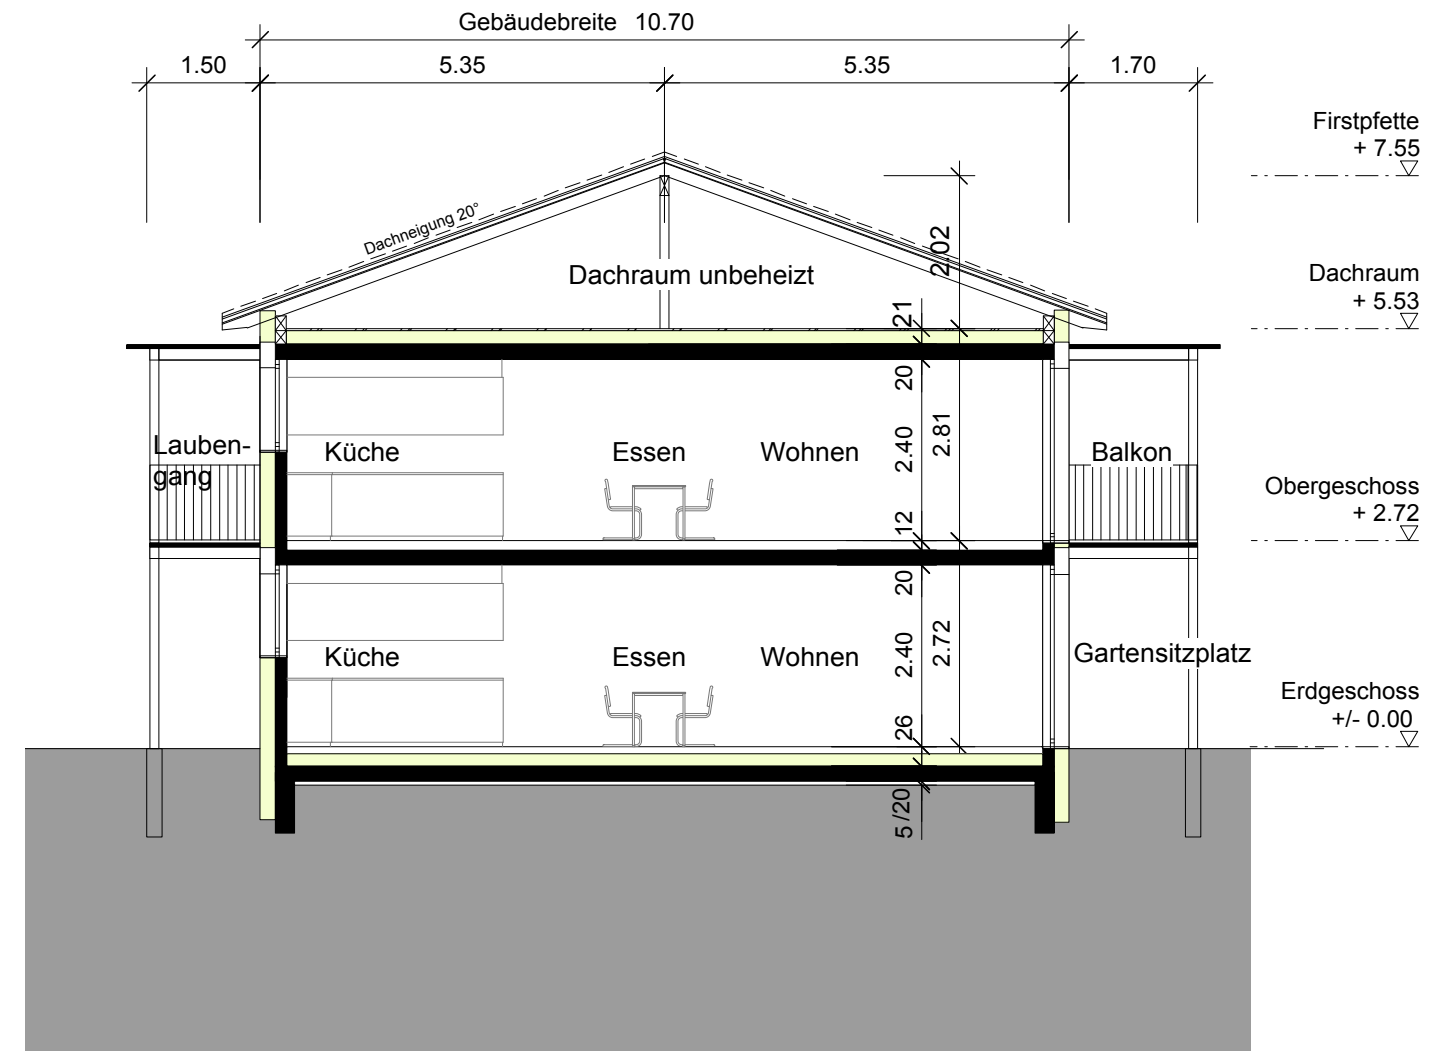 Gebäudebreite 10.70
1.50 5.35 5.35 1.70
Firstpfette
+ 7.55
Dachneigung 20°
2.02
Dachraum unbeheizt
Dachraum
+ 5.53
21
20
Lauben-
gang
Küche Essen Wohnen
2.40
2.81
Balkon
Obergeschoss
+ 2.72
12
20
Küche Essen Wohnen
2.40
2.72
Gartensitzplatz
Erdgeschoss
+/- 0.00
26
5 /20